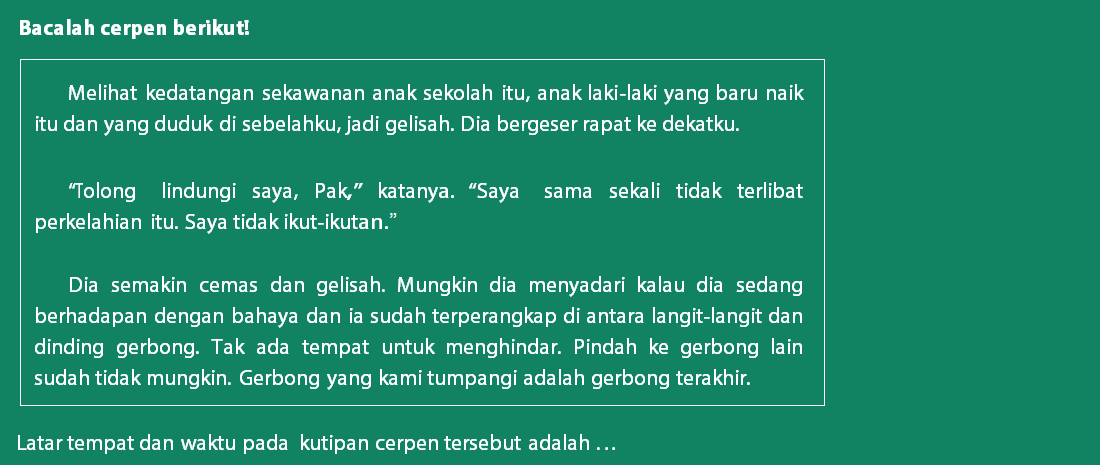 Bacalah cerpen berikut!
Melihat kedatangan sekawanan anak sekolah itu, anak laki-laki yang baru naik
itu dan yang duduk di sebelahku, jadi gelisah. Dia bergeser rapat ke dekatku.
“Tolong lindungi saya, Pak,” katanya. “Saya sama sekali tidak terlibat
perkelahian itu. Saya tidak ikut-ikutan.”
Dia semakin cemas dan gelisah. Mungkin dia menyadari kalau dia sedang
berhadapan dengan bahaya dan ia sudah terperangkap di antara langit-langit dan
dinding gerbong. Tak ada tempat untuk menghindar. Pindah ke gerbong lain
sudah tidak mungkin. Gerbong yang kami tumpangi adalah gerbong terakhir.
Latar tempat dan waktu pada kutipan cerpen tersebut adalah ...